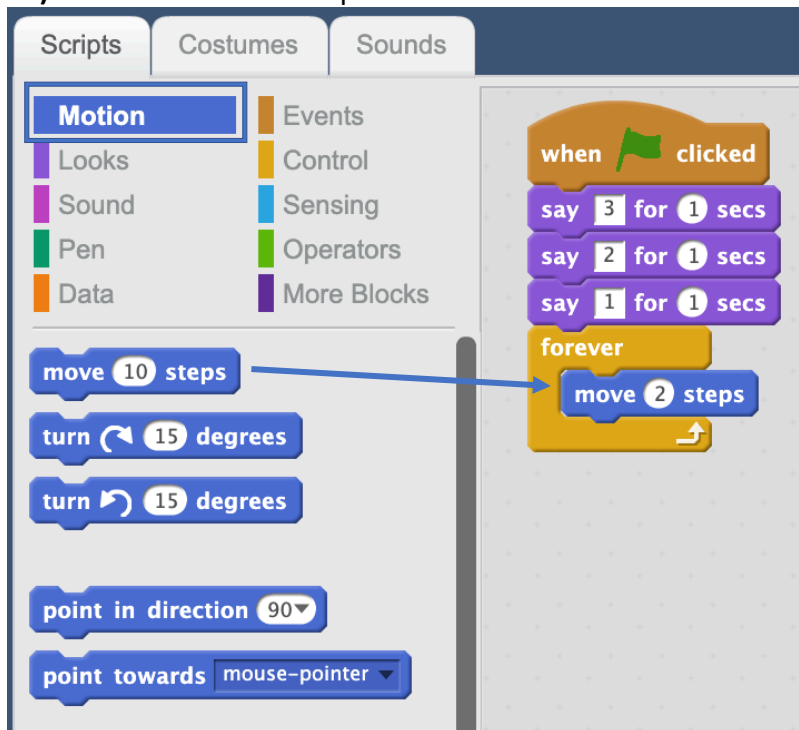 Scripts Costumes Sounds
Motion Events
Looks Control
Sound Sensing
Pen Operators
Data More Blocks
move 10 steps
turn 15 degrees
turn 15 degrees
point in direction 90
point towards mouse-pointer
when clicked
say 3 for 1 secs
say 2 for 1 secs
say 1 for 1 secs
forever
move 2 steps